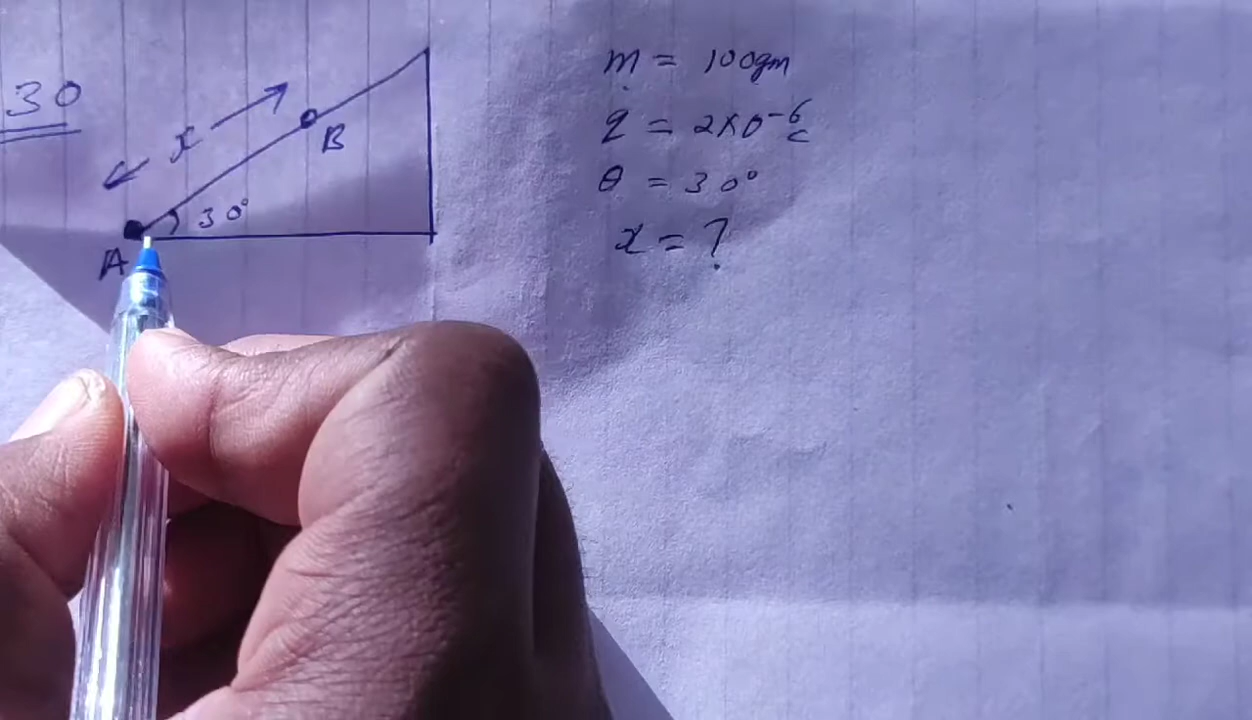 30
x
B
30°
A
m = 100gm
q = 2×10⁻⁶c
θ = 30°
x = ?